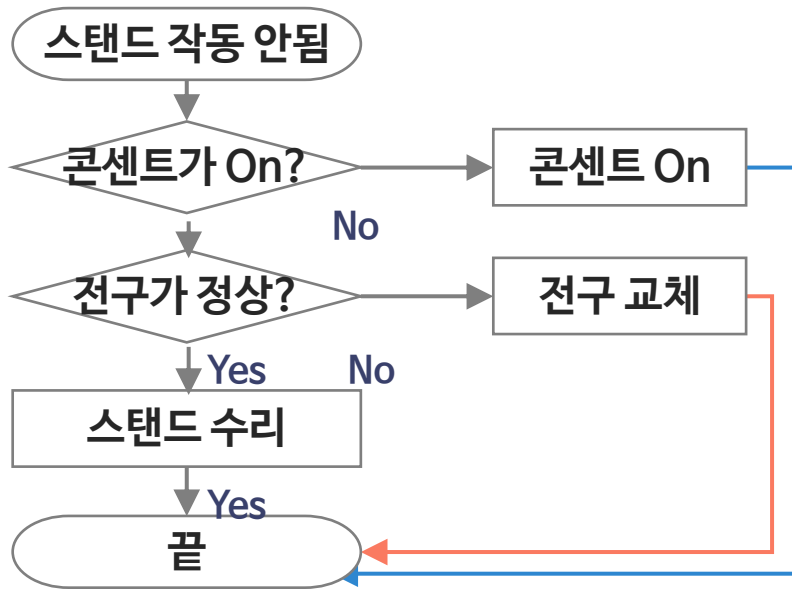 스탠드 작동 안됨
콘센트가 On?
콘센트 On
No
전구가 정상?
전구 교체
Yes
No
스탠드 수리
Yes
끝